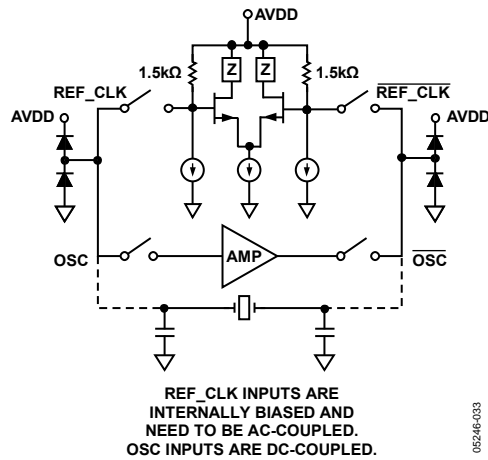 AVDD
1.5kΩ
Z
Z
1.5kΩ
REF_CLK
REF_CLK
AVDD
AVDD
OSC
AMP
OSC
REF_CLK INPUTS ARE
INTERNALLY BIASED AND
NEED TO BE AC-COUPLED.
OSC INPUTS ARE DC-COUPLED.
05246-033